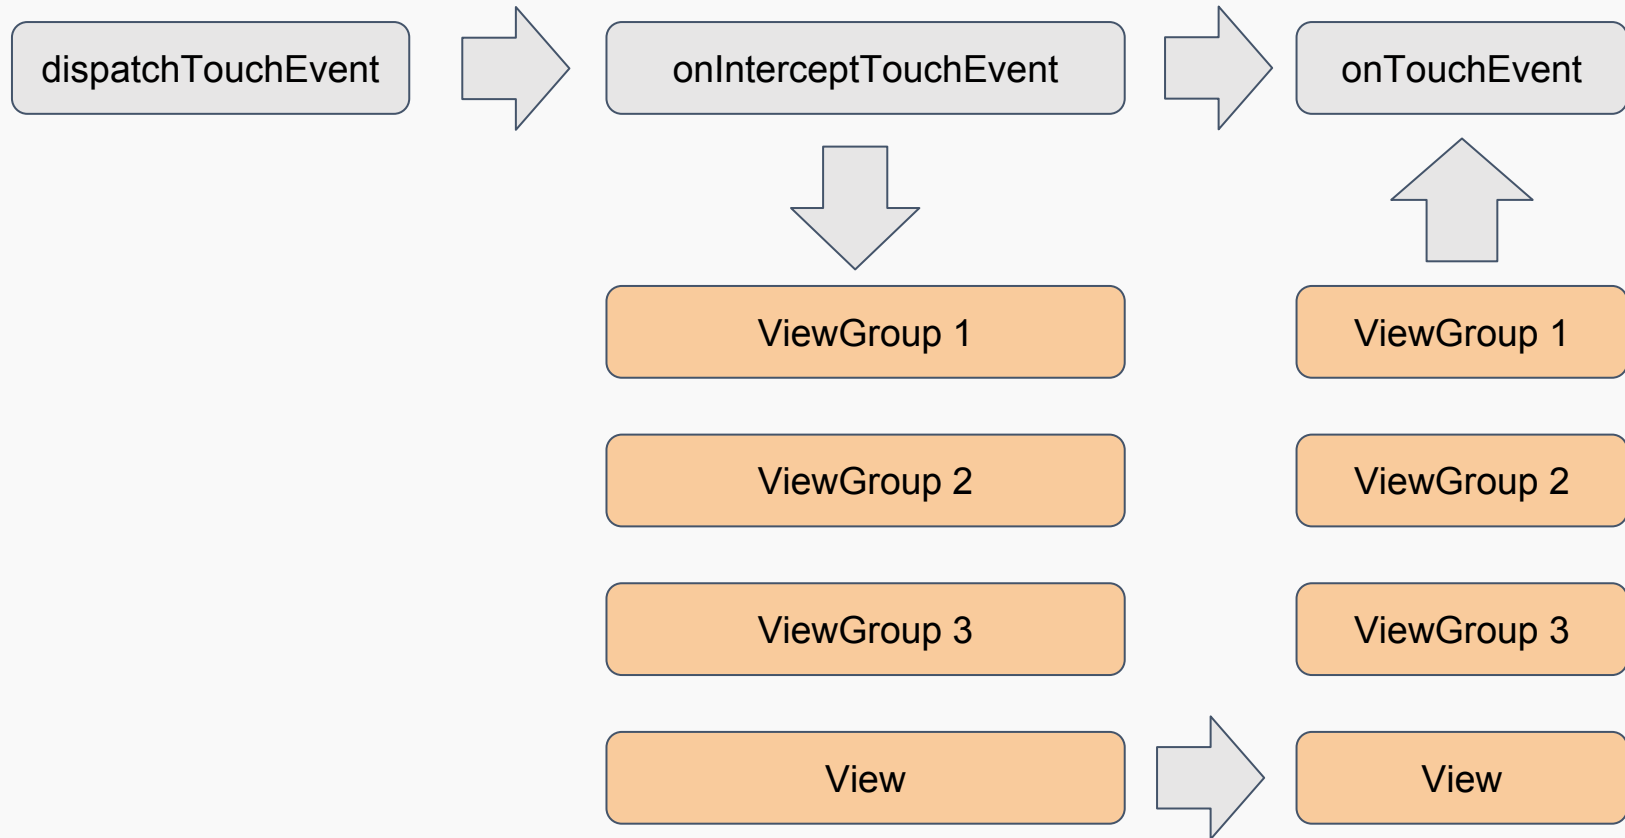 dispatchTouchEvent
onInterceptTouchEvent
onTouchEvent
ViewGroup 1
ViewGroup 1
ViewGroup 2
ViewGroup 2
ViewGroup 3
ViewGroup 3
View
View